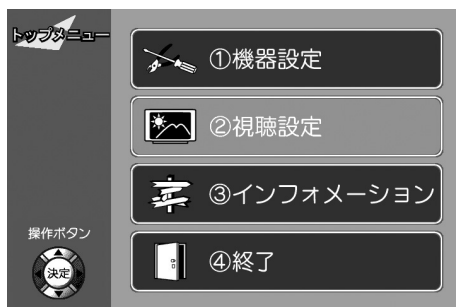 トップメニュー
①機器設定
②視聴設定
③インフォメーション
④終了
操作ボタン
決定